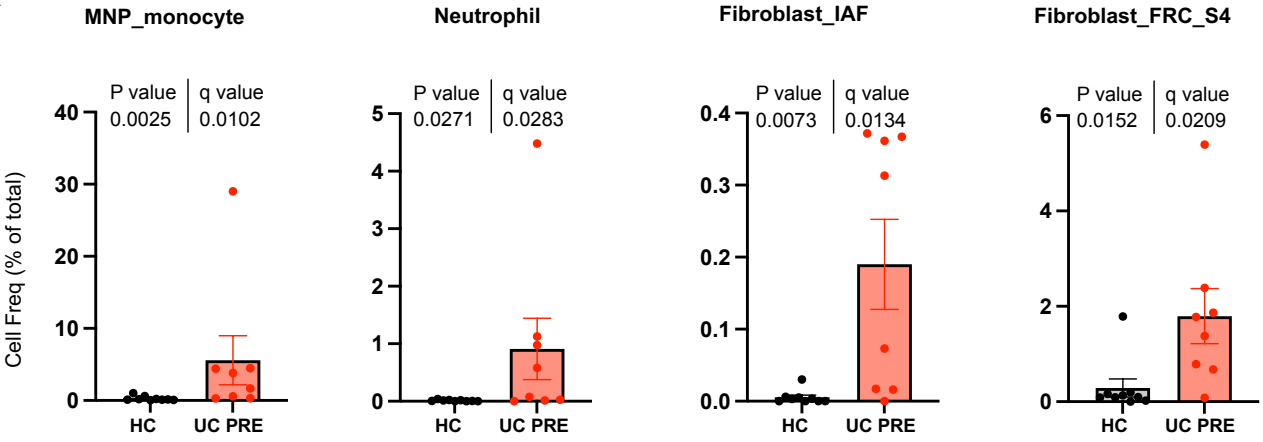 MNP_monocyte
Neutrophil
Fibroblast_IAF
Fibroblast_FRC_S4
Cell Freq (% of total)
P value q value
0.0025 0.0102
40
30
20
10
0
HC UC PRE
P value q value
0.0271 0.0283
5
4
3
2
1
0
HC UC PRE
P value q value
0.0073 0.0134
0.4
0.3
0.2
0.1
0.0
HC UC PRE
P value q value
0.0152 0.0209
6
4
2
0
HC UC PRE